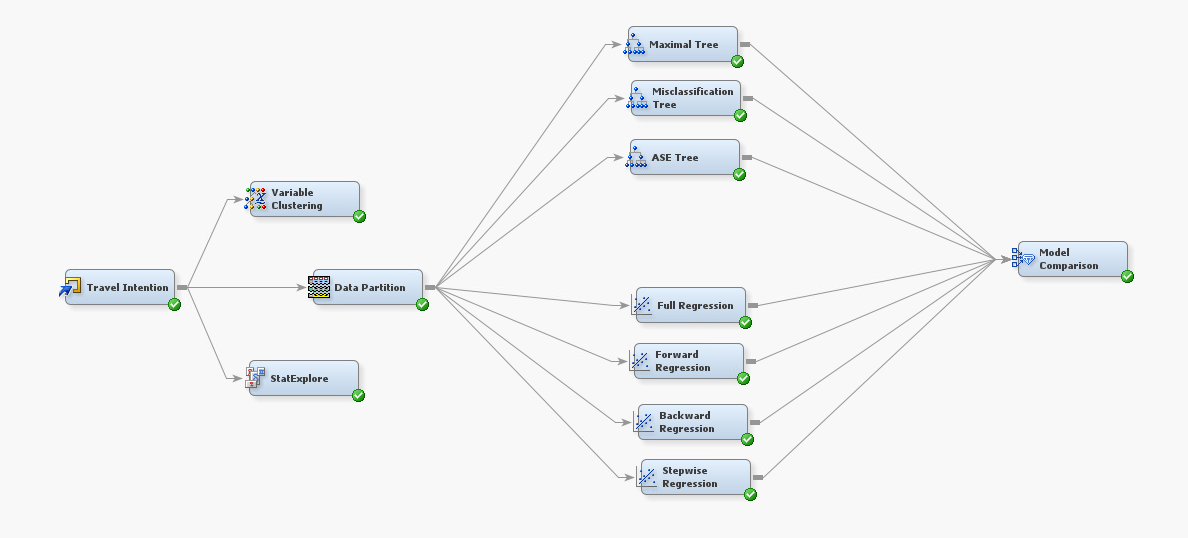 Maximal Tree
Misclassification
Tree
ASE Tree
Variable
Clustering
Travel Intention
Data Partition
StatExplore
Full Regression
Forward
Regression
Backward
Regression
Stepwise
Regression
Model
Comparison